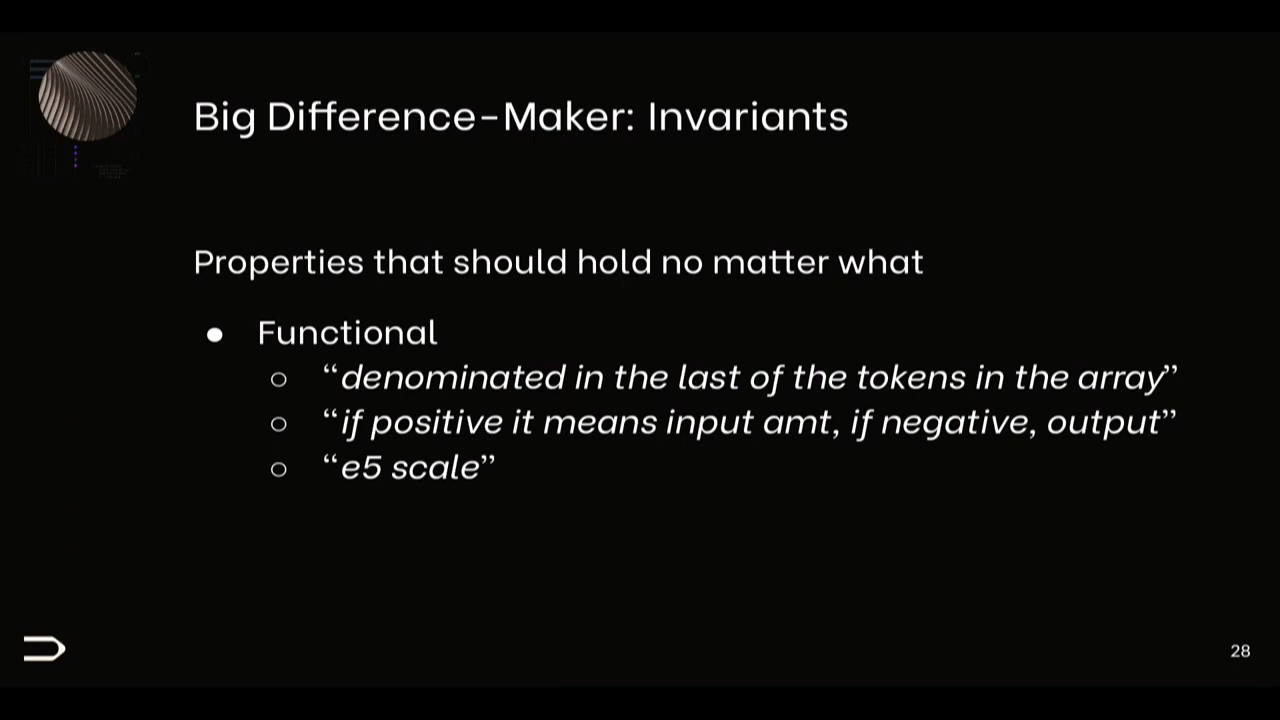 Big Difference-Maker: Invariants
Properties that should hold no matter what
● Functional
○ “denominated in the last of the tokens in the array”
○ “if positive it means input amt, if negative, output”
○ “e5 scale”
28